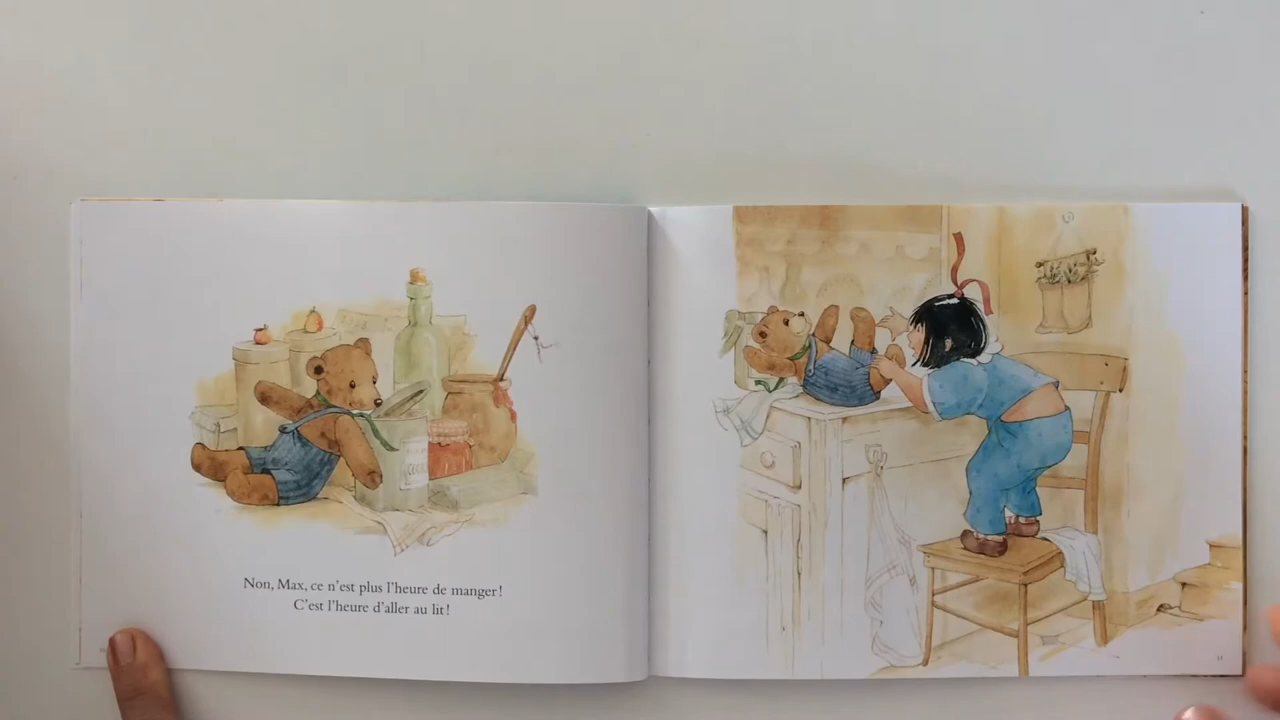 Non, Max, ce n'est plus l'heure de manger!
C'est l'heure d'aller au lit!